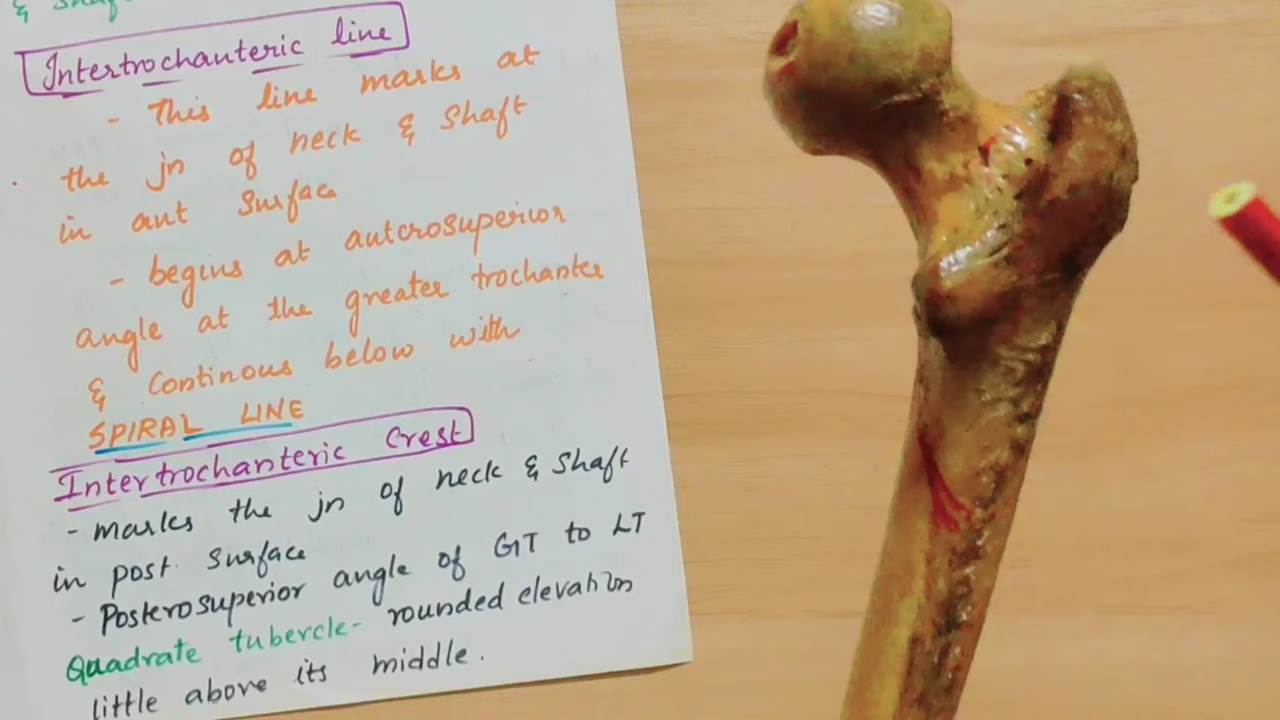 & Shaf
Intertrochanteric line
- This line marks at
the jn of neck & Shaft
in ant Surface
- begins at anterosuperior
angle at the greater trochante
& Continous below with
SPIRAL LINE
Intertrochanteric Crest
- marks the jn of neck & Shaft
in post. Surface
- Posterosuperior angle of GT to LT
Quadrate tubercle- rounded elevation
little above its middle.